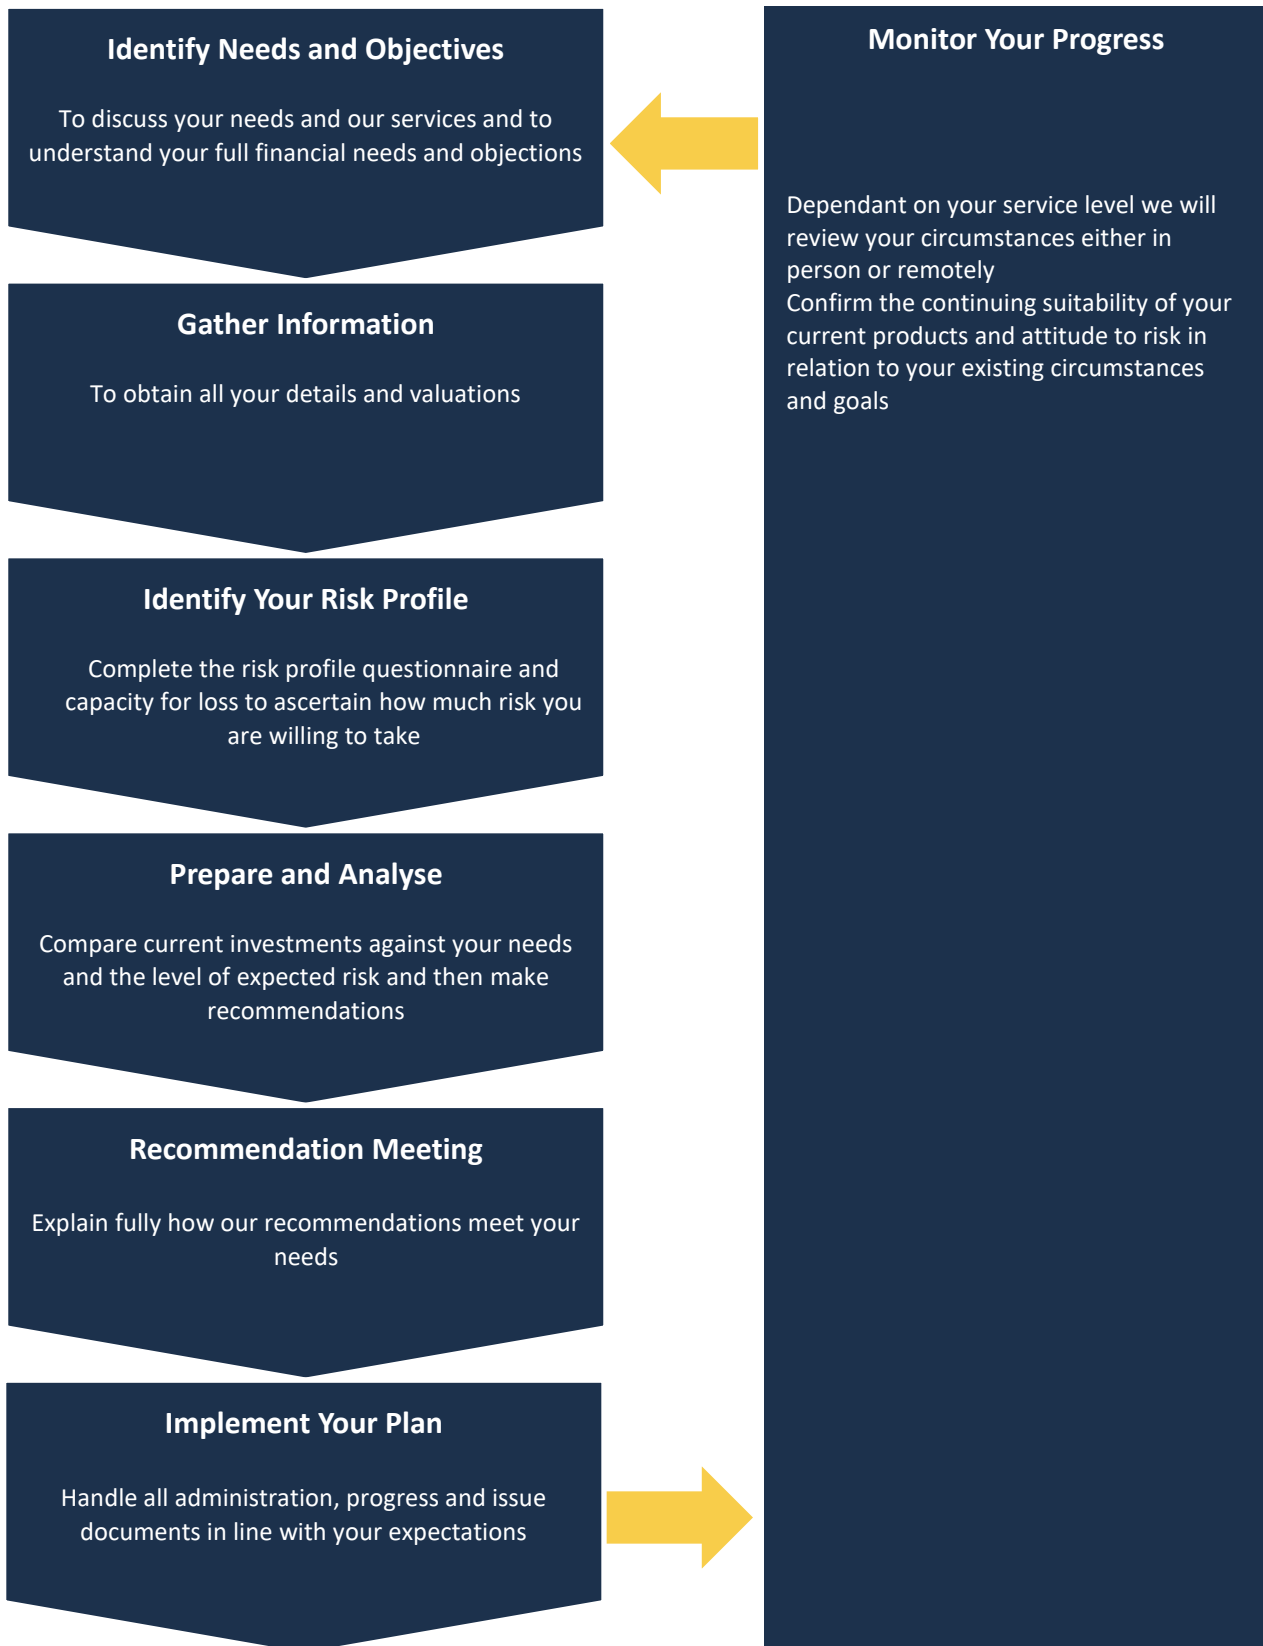 Identify Needs and Objectives
To discuss your needs and our services and to
understand your full financial needs and objections
Gather Information
To obtain all your details and valuations
Identify Your Risk Profile
Complete the risk profile questionnaire and
capacity for loss to ascertain how much risk you
are willing to take
Prepare and Analyse
Compare current investments against your needs
and the level of expected risk and then make
recommendations
Recommendation Meeting
Explain fully how our recommendations meet your
needs
Implement Your Plan
Handle all administration, progress and issue
documents in line with your expectations
Monitor Your Progress
Dependant on your service level we will
review your circumstances either in
person or remotely
Confirm the continuing suitability of your
current products and attitude to risk in
relation to your existing circumstances
and goals